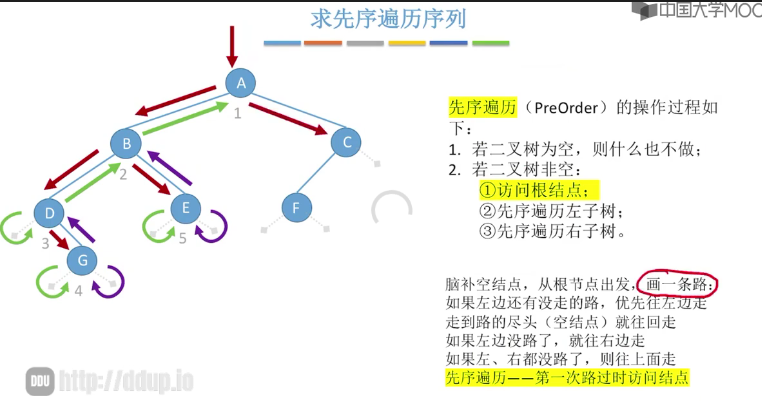 求先序遍历序列
中国大学MOO
A
1
B
2
C
D
3
E
5
F
G
4
先序遍历（PreOrder）的操作过程如
下：
1. 若二叉树为空，则什么也不做；
2. 若二叉树非空：
①访问根结点；
②先序遍历左子树；
③先序遍历右子树。
脑补空结点，从根节点出发，画一条路：
如果左边还有没走的路，优先往左边走
走到路的尽头（空结点）就往回走
如果左边没路了，就往右边走
如果左、右都没路了，则往上面走
先序遍历——第一次路过时访问结点
DDU http://ddup.io